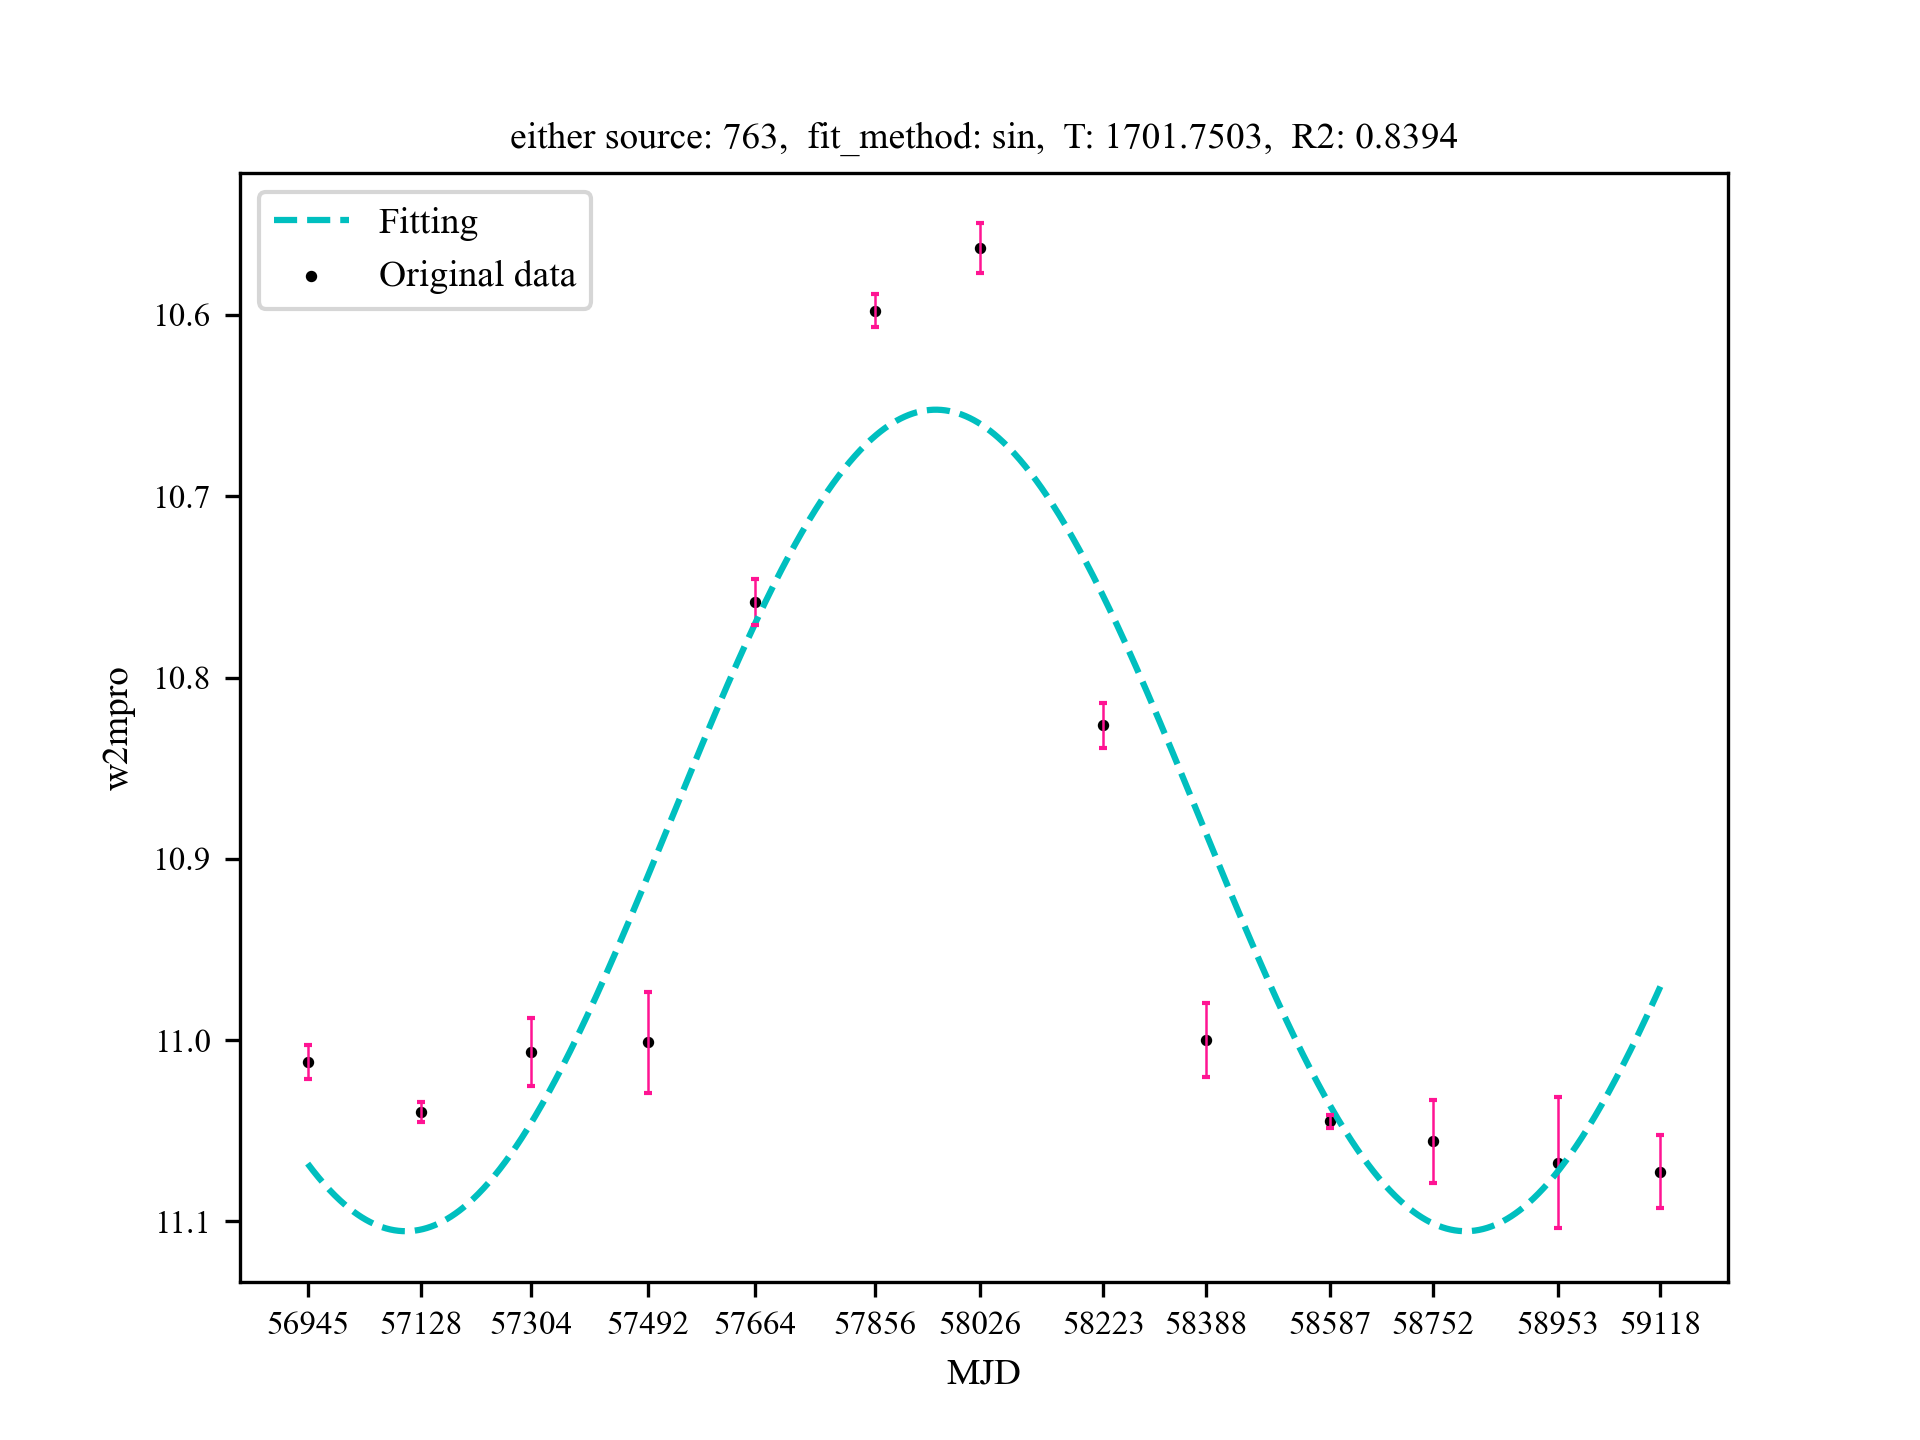 either source: 763,  fit_method: sin,  T: 1701.7503,  R2: 0.8394
Fitting
Original data
10.6
10.7
10.8
10.9
11.0
11.1
w2mpro
56945 57128 57304 57492 57664 57856 58026 58223 58388 58587 58752 58953 59118
MJD